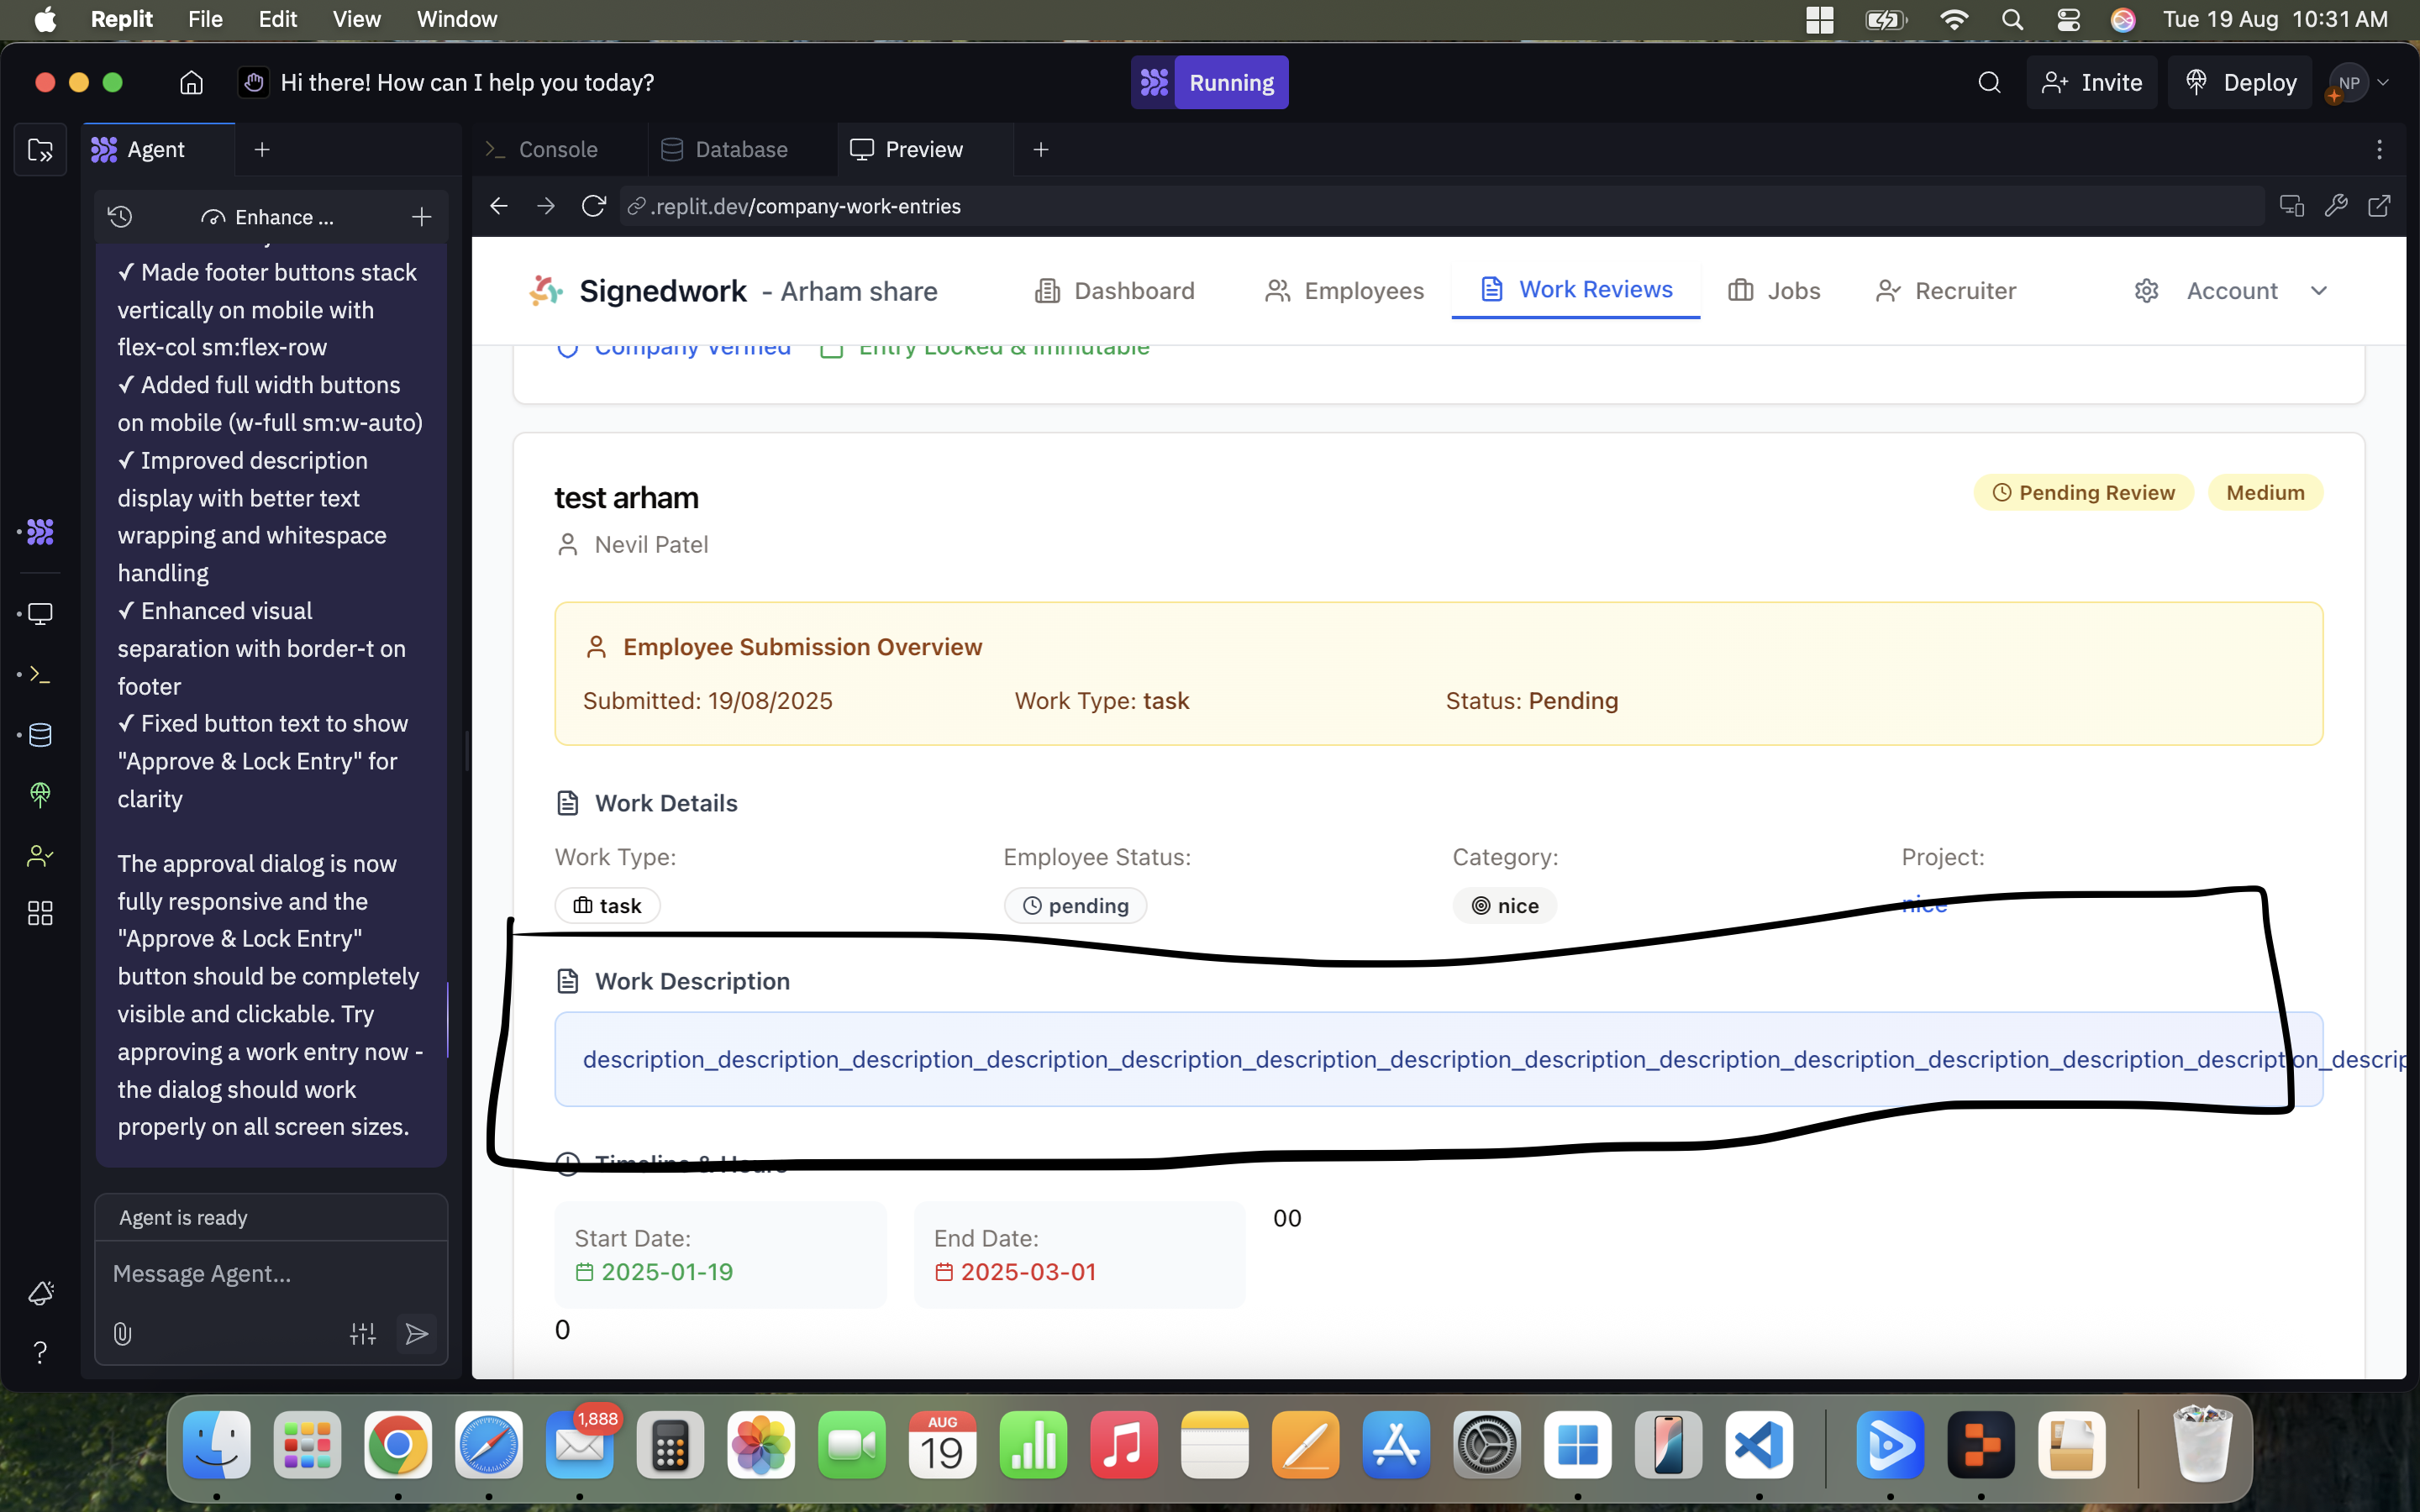 Replit File Edit View Window Tue 19 Aug 10:31 AM
Hi there! How can I help you today? Running Invite Deploy NP
Agent Console Database Preview
Enhance ... .replit.dev/company-work-entries
✓ Made footer buttons stack
vertically on mobile with
flex-col sm:flex-row
✓ Added full width buttons
on mobile (w-full sm:w-auto)
✓ Improved description
display with better text
wrapping and whitespace
handling
✓ Enhanced visual
separation with border-t on
footer
✓ Fixed button text to show
"Approve & Lock Entry" for
clarity
The approval dialog is now
fully responsive and the
"Approve & Lock Entry"
button should be completely
visible and clickable. Try
approving a work entry now -
the dialog should work
properly on all screen sizes.
Agent is ready
Message Agent...
Signedwork - Arham share Dashboard Employees Work Reviews Jobs Recruiter Account
Company Verified Entry Locked & Immutable
test arham Pending Review Medium
Nevil Patel
Employee Submission Overview
Submitted: 19/08/2025 Work Type: task Status: Pending
Work Details
Work Type: Employee Status: Category: Project:
task pending nice nice
Work Description
description_description_description_description_description_description_description_description_description_description_description_description_description_descrip
Timeline & Hours
Start Date: End Date: 00
2025-01-19 2025-03-01
0
1,888
AUG
19